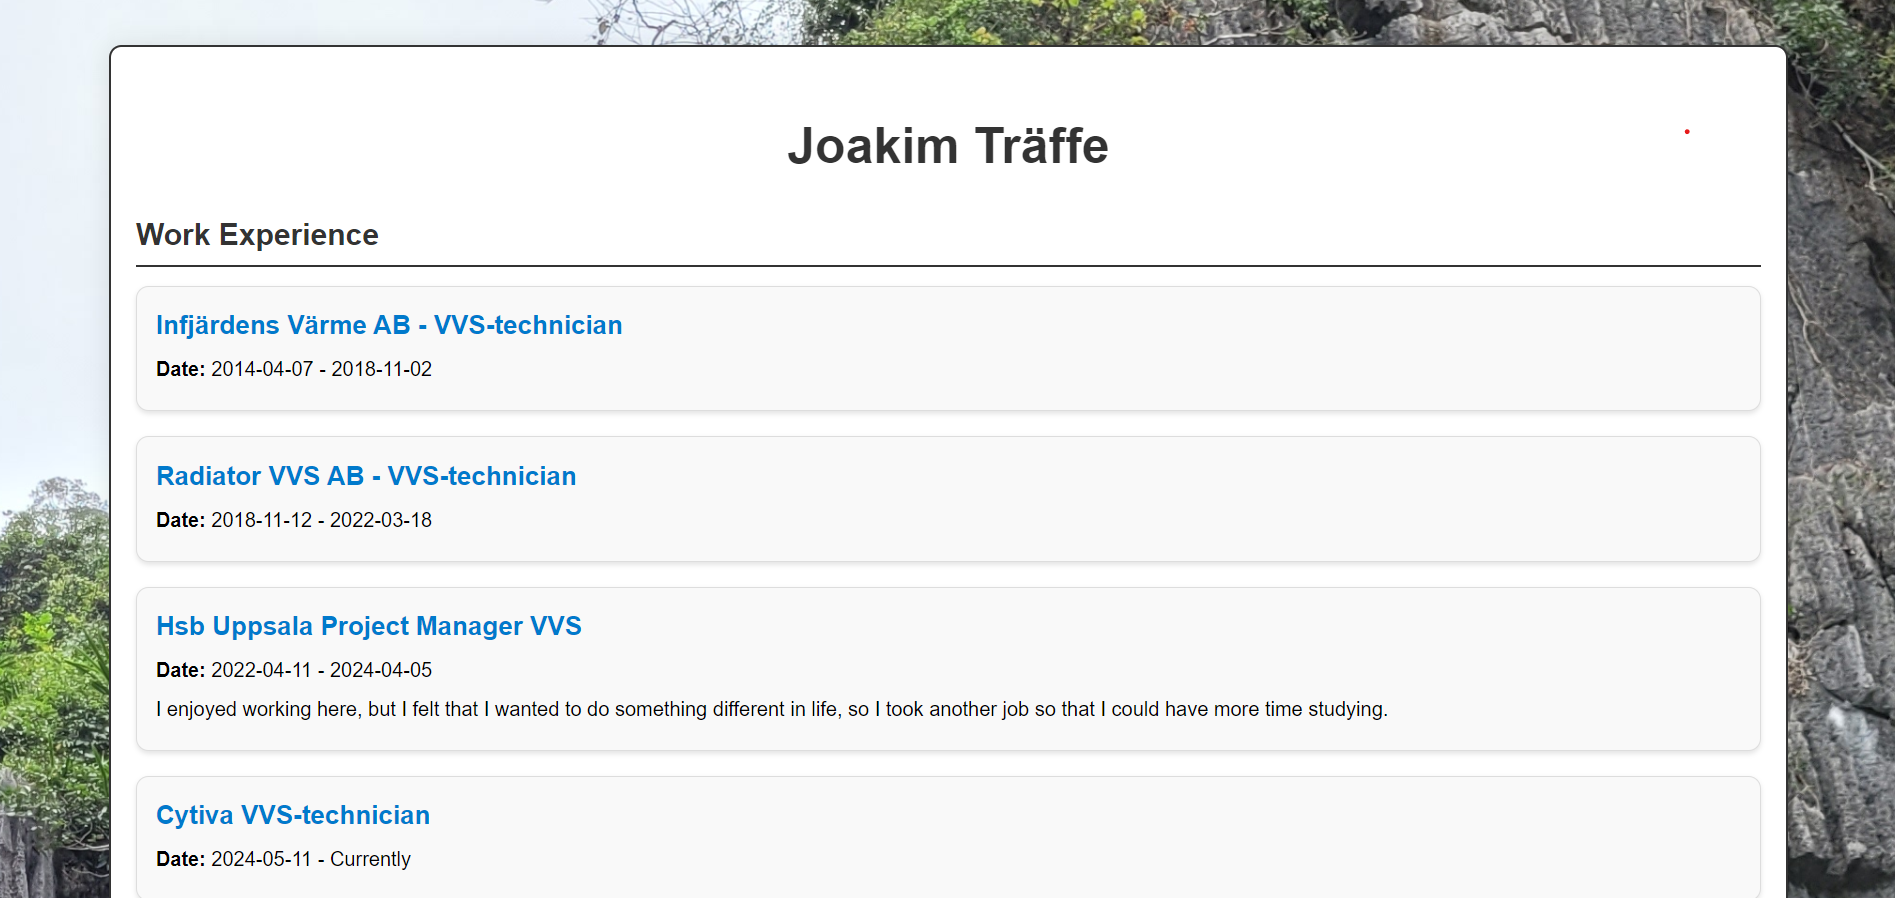 Joakim Träffe
Work Experience
Infjärdens Värme AB - VVS-technician
Date: 2014-04-07 - 2018-11-02
Radiator VVS AB - VVS-technician
Date: 2018-11-12 - 2022-03-18
Hsb Uppsala Project Manager VVS
Date: 2022-04-11 - 2024-04-05
I enjoyed working here, but I felt that I wanted to do something different in life, so I took another job so that I could have more time studying.
Cytiva VVS-technician
Date: 2024-05-11 - Currently